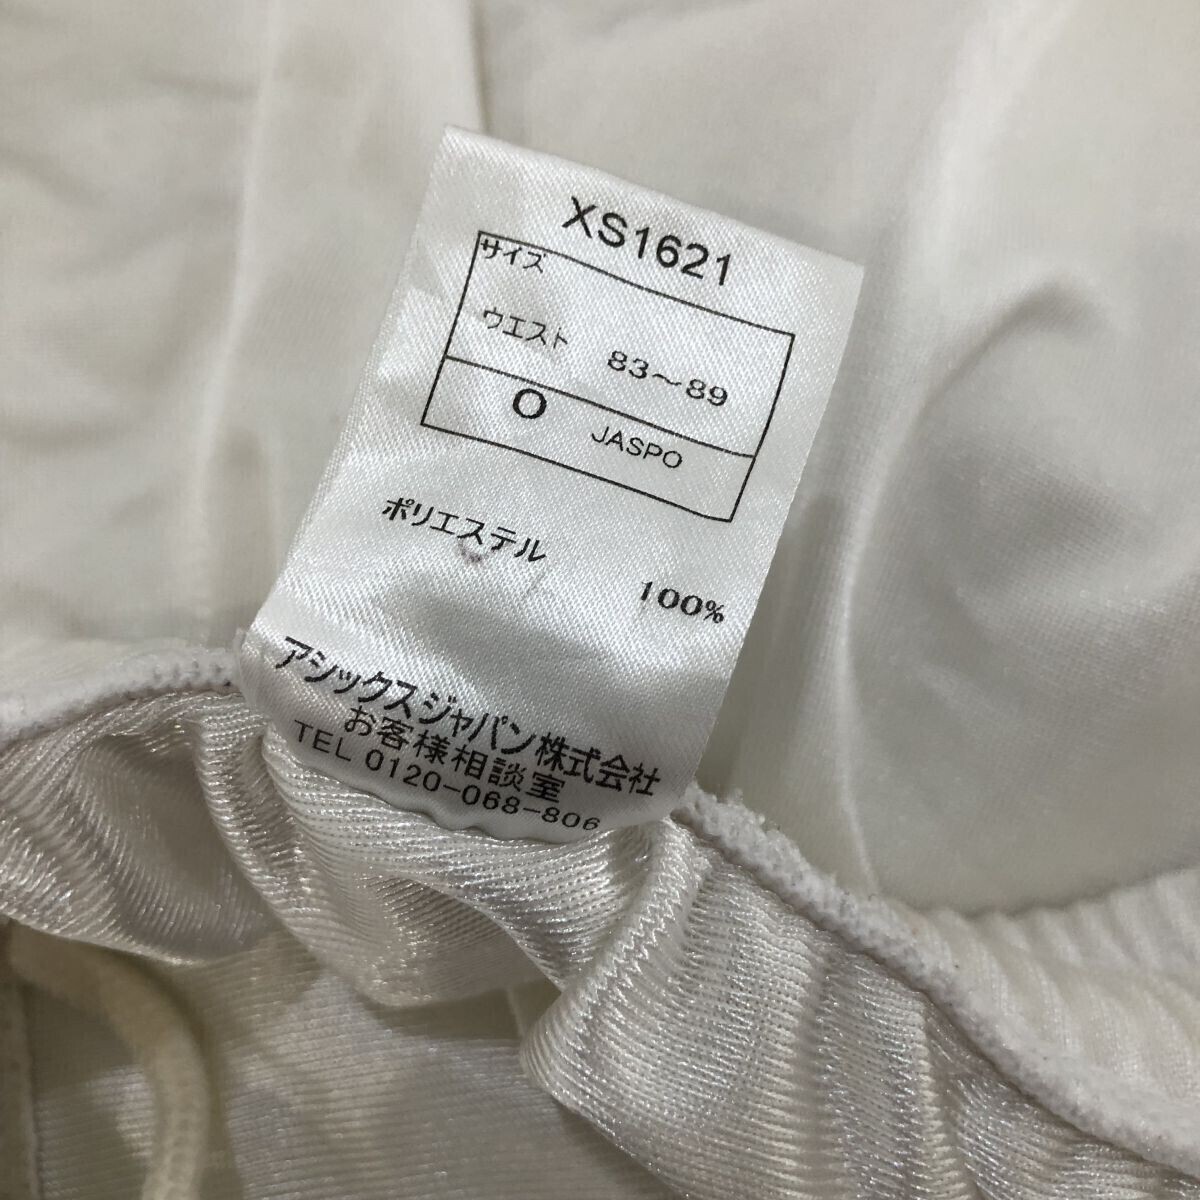 XS1621
サイズ
ウエスト 83～89
O JASPO
ポリエステル 100%
アシックスジャパン株式会社
お客様相談室
TEL 0120-068-806